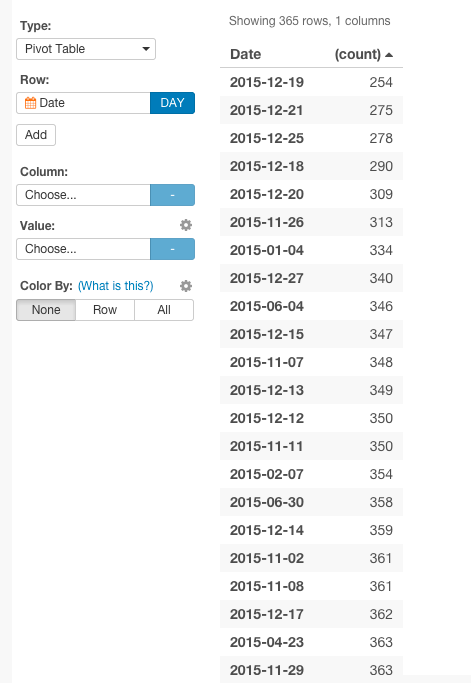 Type:
Pivot Table
Row:
Date DAY
Add
Column:
Choose... -
Value:
Choose... -
Color By: (What is this?)
None Row All
Showing 365 rows, 1 columns
Date (count)
2015-12-19 254
2015-12-21 275
2015-12-25 278
2015-12-18 290
2015-12-20 309
2015-11-26 313
2015-01-04 334
2015-12-27 340
2015-06-04 346
2015-12-15 347
2015-11-07 348
2015-12-13 349
2015-12-12 350
2015-11-11 350
2015-02-07 354
2015-06-30 358
2015-12-14 359
2015-11-02 361
2015-11-08 361
2015-12-17 362
2015-04-23 363
2015-11-29 363